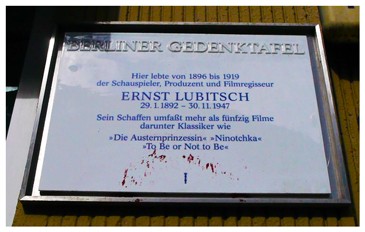 BERLINER GEDENKTAFEL
Hier lebte von 1896 bis 1919
der Schauspieler, Produzent und Filmregisseur
ERNST LUBITSCH
29.1.1892 – 30.11.1947
Sein Schaffen umfaßt mehr als fünfzig Filme
darunter Klassiker wie
»Die Austernprinzessin« »Ninotchka«
»To Be or Not to Be«